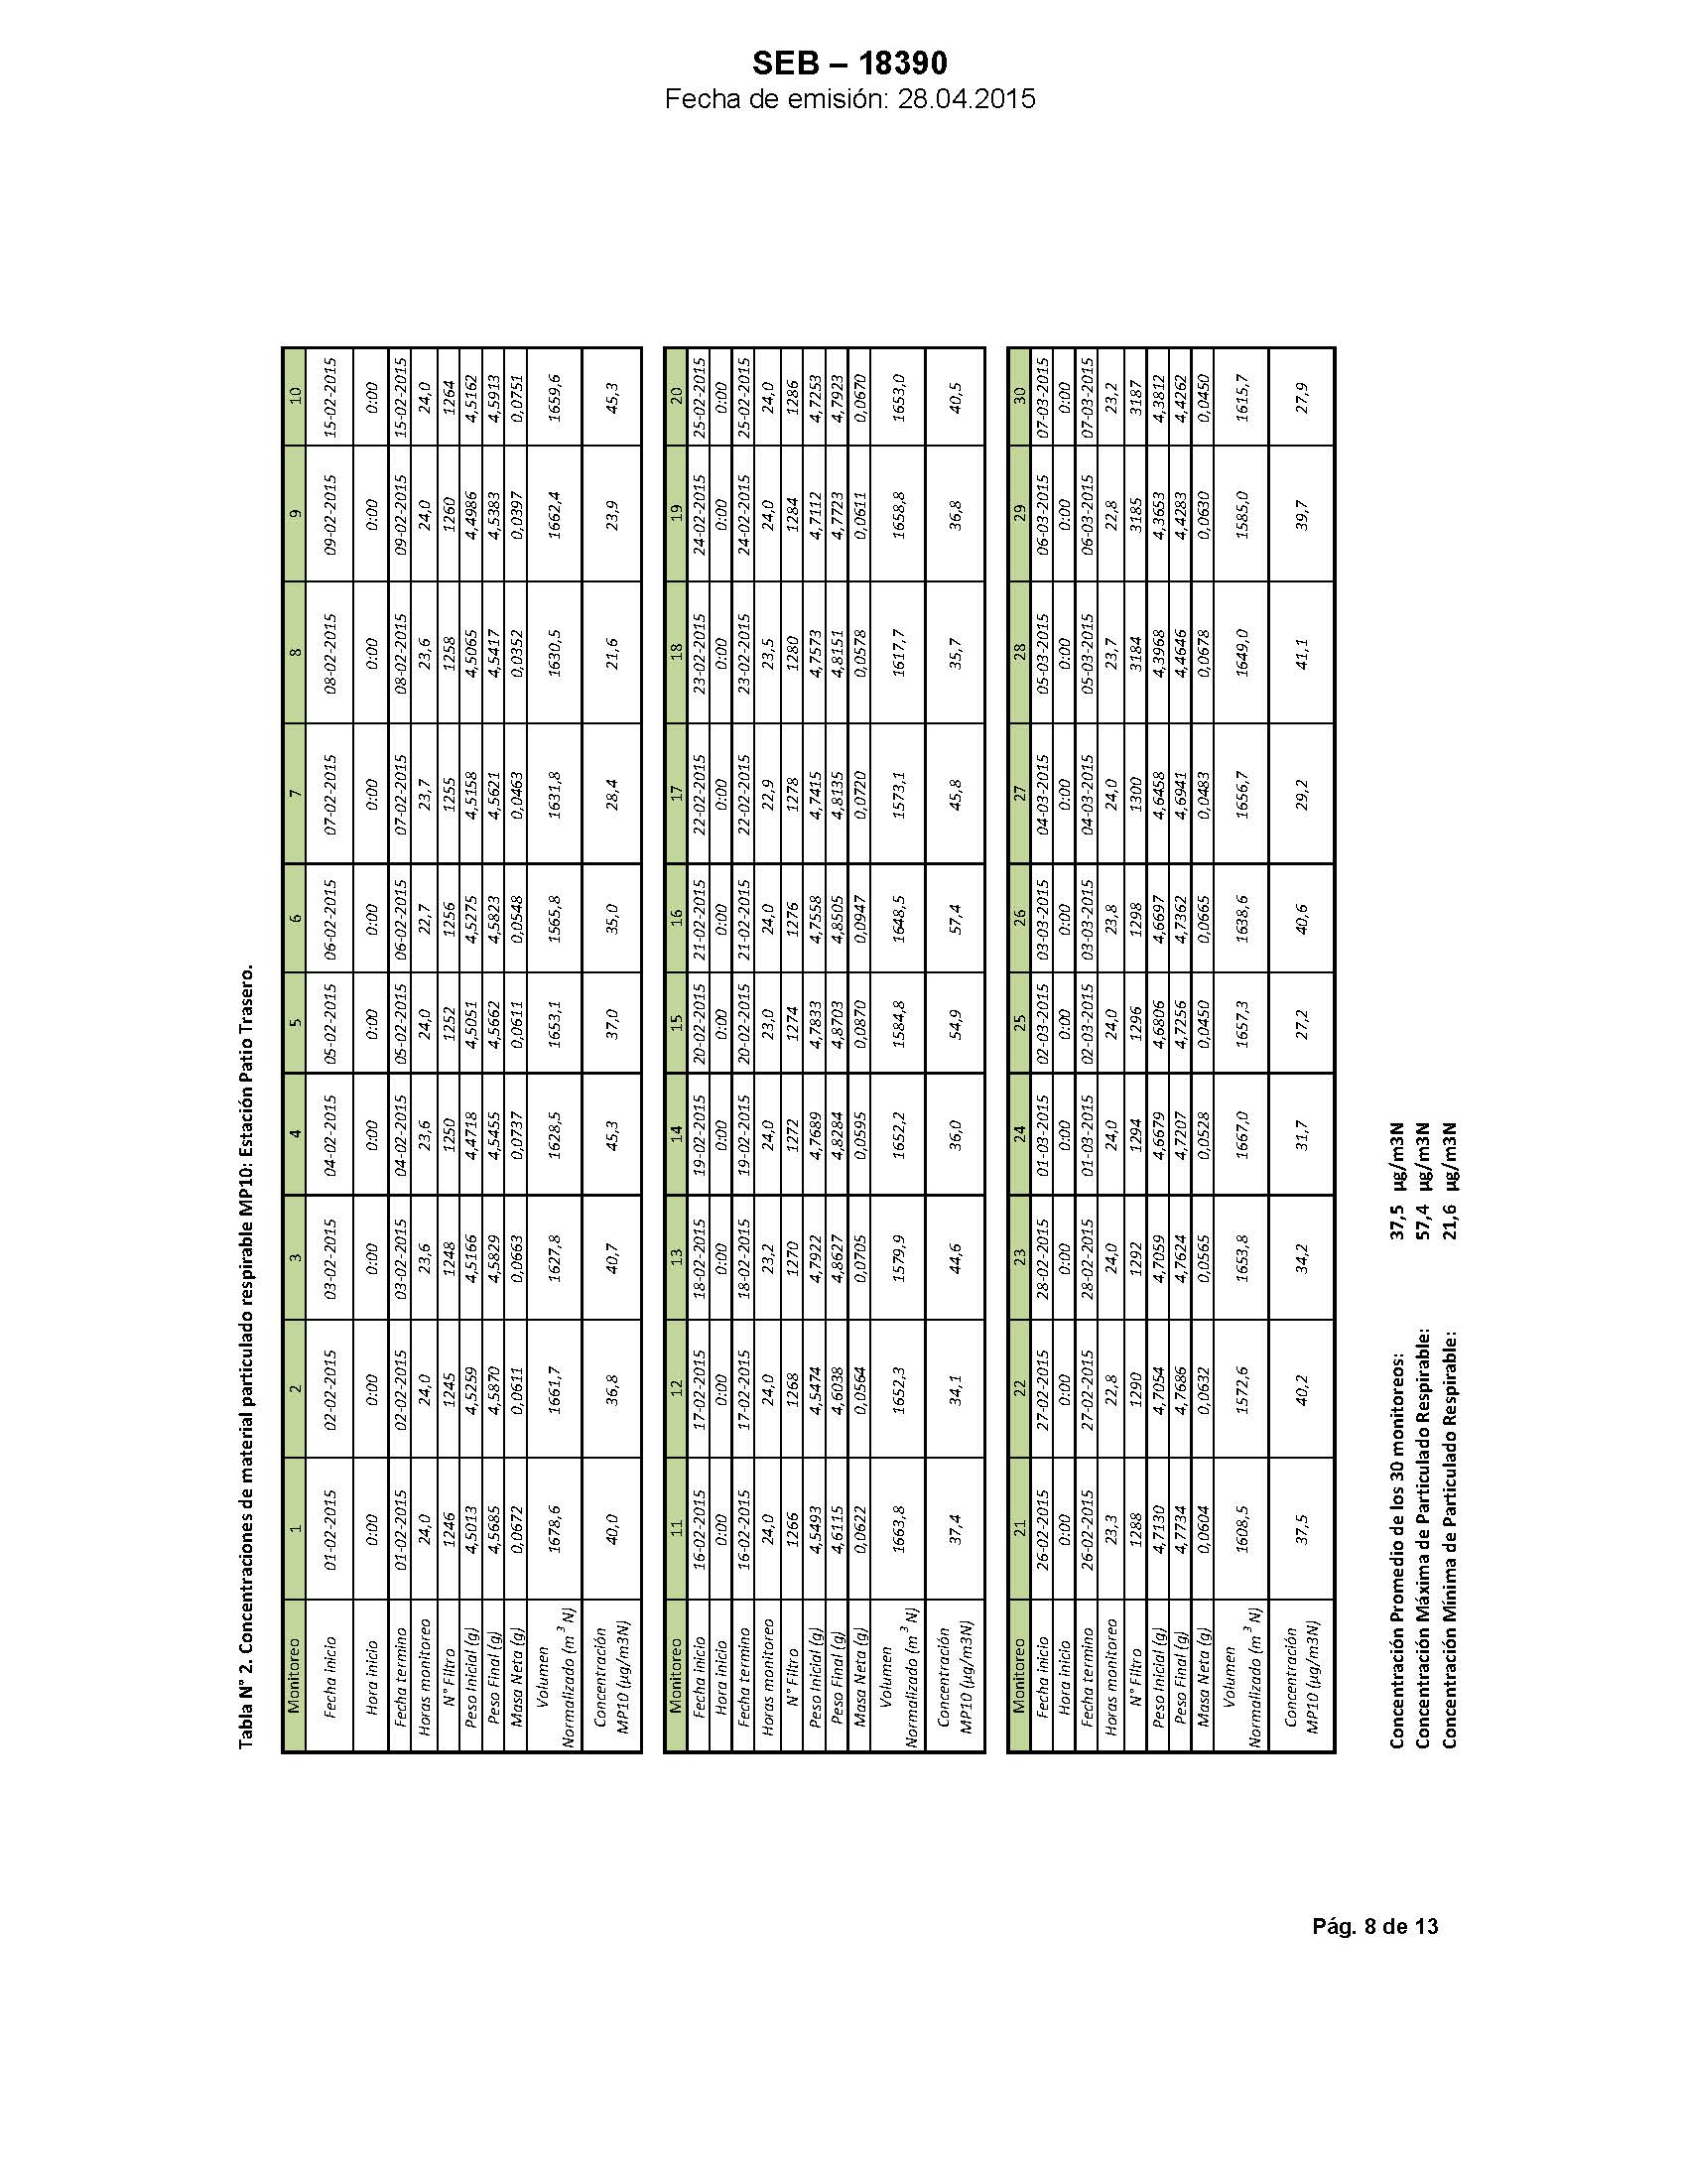 SEB – 18390
Fecha de emisión: 28.04.2015
Tabla N° 2. Concentraciones de material particulado respirable MP10: Estación Patio Trasero.
Monitoreo 1 2 3 4 5 6 7 8 9 10
Fecha inicio 01-02-2015 02-02-2015 03-02-2015 04-02-2015 05-02-2015 06-02-2015 07-02-2015 08-02-2015 09-02-2015 15-02-2015
Hora inicio 0:00 0:00 0:00 0:00 0:00 0:00 0:00 0:00 0:00 0:00
Fecha termino 01-02-2015 02-02-2015 03-02-2015 04-02-2015 05-02-2015 06-02-2015 07-02-2015 08-02-2015 09-02-2015 15-02-2015
Horas monitoreo 24,0 24,0 23,6 23,6 24,0 22,7 23,7 23,6 24,0 24,0
N° Filtro 1246 1245 1248 1250 1252 1256 1255 1258 1260 1264
Peso Inicial (g) 4,5013 4,5259 4,5166 4,4718 4,5051 4,5275 4,5158 4,5065 4,4986 4,5162
Peso Final (g) 4,5685 4,5870 4,5829 4,5455 4,5662 4,5823 4,5621 4,5417 4,5383 4,5913
Masa Neta (g) 0,0672 0,0611 0,0663 0,0737 0,0611 0,0548 0,0463 0,0352 0,0397 0,0751
Volumen
Normalizado (m³ N) 1678,6 1661,7 1627,8 1628,5 1653,1 1565,8 1631,8 1630,5 1662,4 1659,6
Concentración
MP10 (µg/m3N) 40,0 36,8 40,7 45,3 37,0 35,0 28,4 21,6 23,9 45,3
Monitoreo 11 12 13 14 15 16 17 18 19 20
Fecha inicio 16-02-2015 17-02-2015 18-02-2015 19-02-2015 20-02-2015 21-02-2015 22-02-2015 23-02-2015 24-02-2015 25-02-2015
Hora inicio 0:00 0:00 0:00 0:00 0:00 0:00 0:00 0:00 0:00 0:00
Fecha termino 16-02-2015 17-02-2015 18-02-2015 19-02-2015 20-02-2015 21-02-2015 22-02-2015 23-02-2015 24-02-2015 25-02-2015
Horas monitoreo 24,0 24,0 23,2 24,0 23,0 24,0 22,9 23,5 24,0 24,0
N° Filtro 1266 1268 1270 1272 1274 1276 1278 1280 1284 1286
Peso Inicial (g) 4,5493 4,5474 4,7922 4,7689 4,7833 4,7558 4,7415 4,7573 4,7112 4,7253
Peso Final (g) 4,6115 4,6038 4,8627 4,8284 4,8703 4,8505 4,8135 4,8151 4,7723 4,7923
Masa Neta (g) 0,0622 0,0564 0,0705 0,0595 0,0870 0,0947 0,0720 0,0578 0,0611 0,0670
Volumen
Normalizado (m³ N) 1663,8 1652,3 1579,9 1652,2 1584,8 1648,5 1573,1 1617,7 1658,8 1653,0
Concentración
MP10 (µg/m3N) 37,4 34,1 44,6 36,0 54,9 57,4 45,8 35,7 36,8 40,5
Monitoreo 21 22 23 24 25 26 27 28 29 30
Fecha inicio 26-02-2015 27-02-2015 28-02-2015 01-03-2015 02-03-2015 03-03-2015 04-03-2015 05-03-2015 06-03-2015 07-03-2015
Hora inicio 0:00 0:00 0:00 0:00 0:00 0:00 0:00 0:00 0:00 0:00
Fecha termino 26-02-2015 27-02-2015 28-02-2015 01-03-2015 02-03-2015 03-03-2015 04-03-2015 05-03-2015 06-03-2015 07-03-2015
Horas monitoreo 23,3 22,8 24,0 24,0 24,0 23,8 24,0 23,7 22,8 23,2
N° Filtro 1288 1290 1292 1294 1296 1298 1300 3184 3185 3187
Peso Inicial (g) 4,7130 4,7054 4,7059 4,6679 4,6806 4,6697 4,6458 4,3968 4,3653 4,3812
Peso Final (g) 4,7734 4,7686 4,7624 4,7207 4,7256 4,7362 4,6941 4,4646 4,4283 4,4262
Masa Neta (g) 0,0604 0,0632 0,0565 0,0528 0,0450 0,0665 0,0483 0,0678 0,0630 0,0450
Volumen
Normalizado (m³ N) 1608,5 1572,6 1653,8 1667,0 1657,3 1638,6 1656,7 1649,0 1585,0 1615,7
Concentración
MP10 (µg/m3N) 37,5 40,2 34,2 31,7 27,2 40,6 29,2 41,1 39,7 27,9
Concentración Promedio de los 30 monitoreos: 37,5 µg/m3N
Concentración Máxima de Particulado Respirable: 57,4 µg/m3N
Concentración Mínima de Particulado Respirable: 21,6 µg/m3N
Pág. 8 de 13